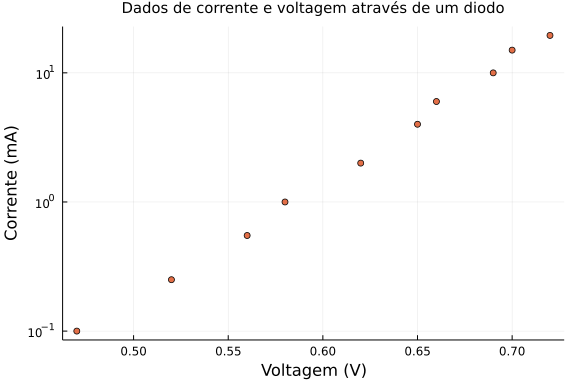 Dados de corrente e voltagem através de um diodo
Corrente (mA)
10¹
10⁰
10⁻¹
0.50 0.55 0.60 0.65 0.70
Voltagem (V)